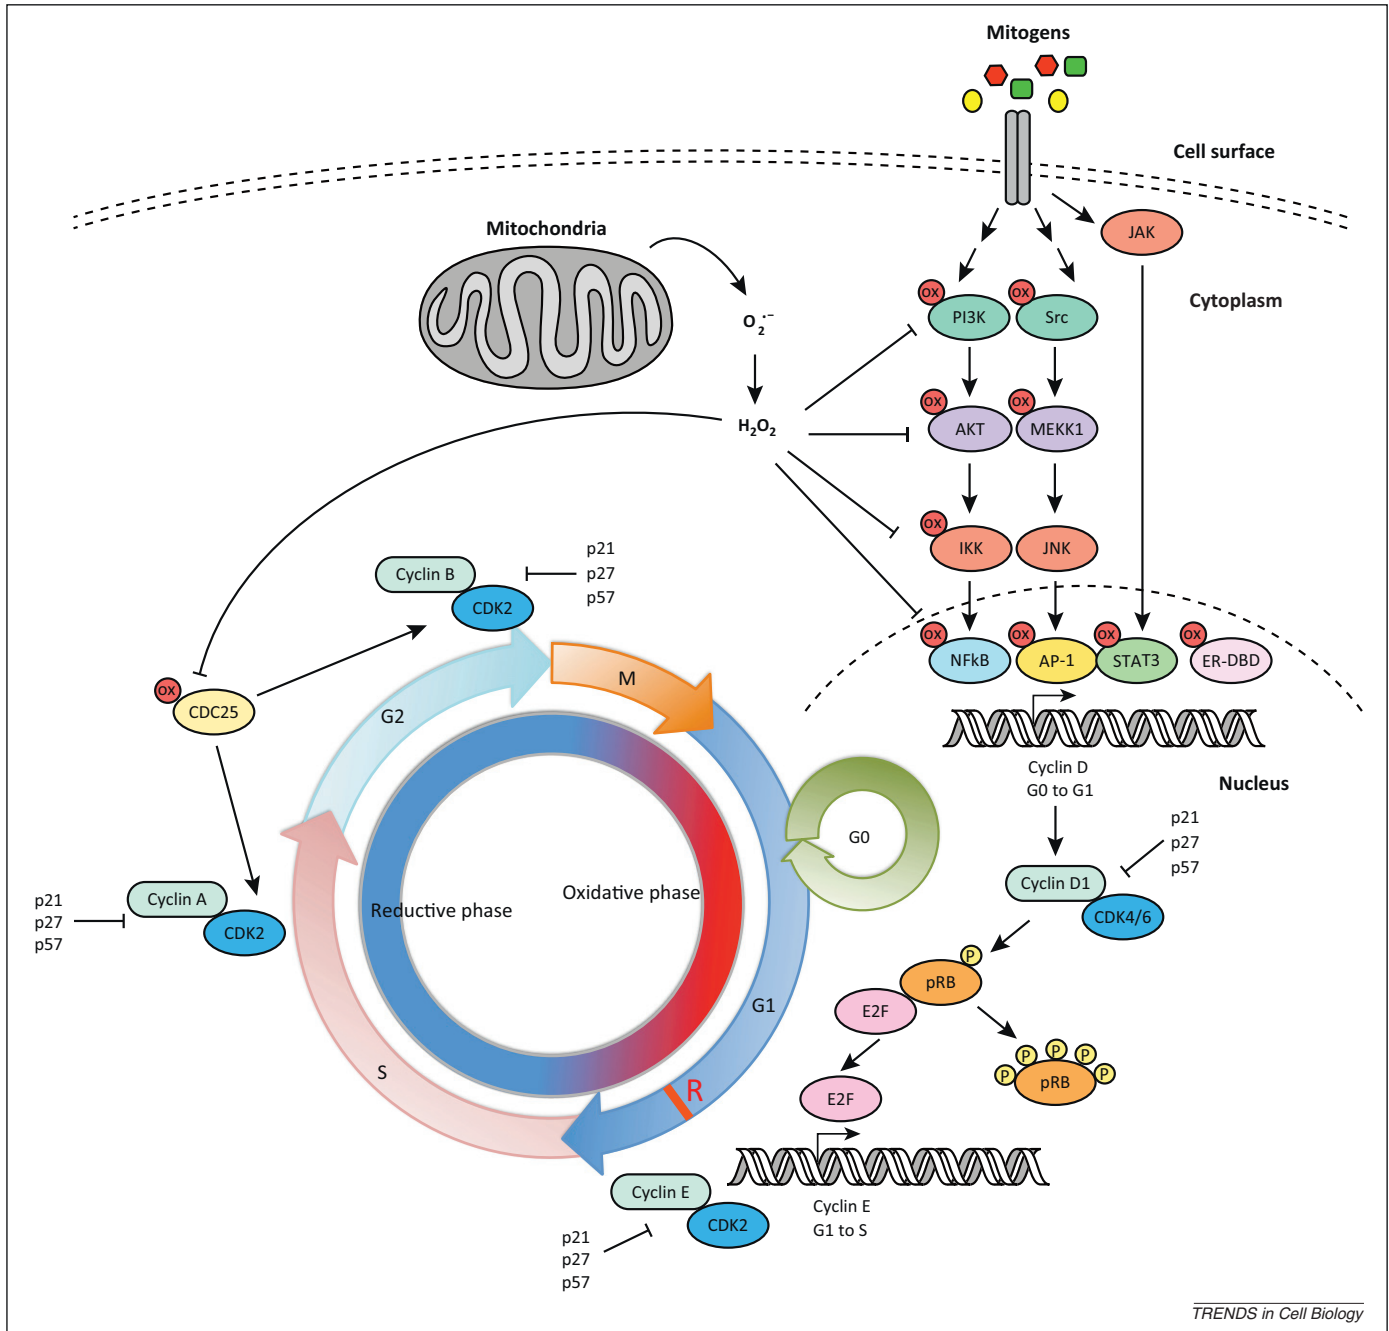 Mitogens
Cell surface
Mitochondria
JAK
Cytoplasm
O₂·−
OX
PI3K
OX
Src
H₂O₂
OX
AKT
OX
MEKK1
OX
IKK
JNK
p21
p27
p57
Cyclin B
CDK2
OX
NFkB
OX
AP-1
OX
STAT3
OX
ER-DBD
OX
CDC25
G2
M
Cyclin D
G0 to G1
Nucleus
G0
p21
p27
p57
Cyclin D1
CDK4/6
p21
p27
p57
Cyclin A
CDK2
Reductive phase
Oxidative phase
P
pRB
E2F
G1
S
R
P
P
P
P
P
pRB
E2F
Cyclin E
CDK2
Cyclin E
G1 to S
p21
p27
p57
TRENDS in Cell Biology